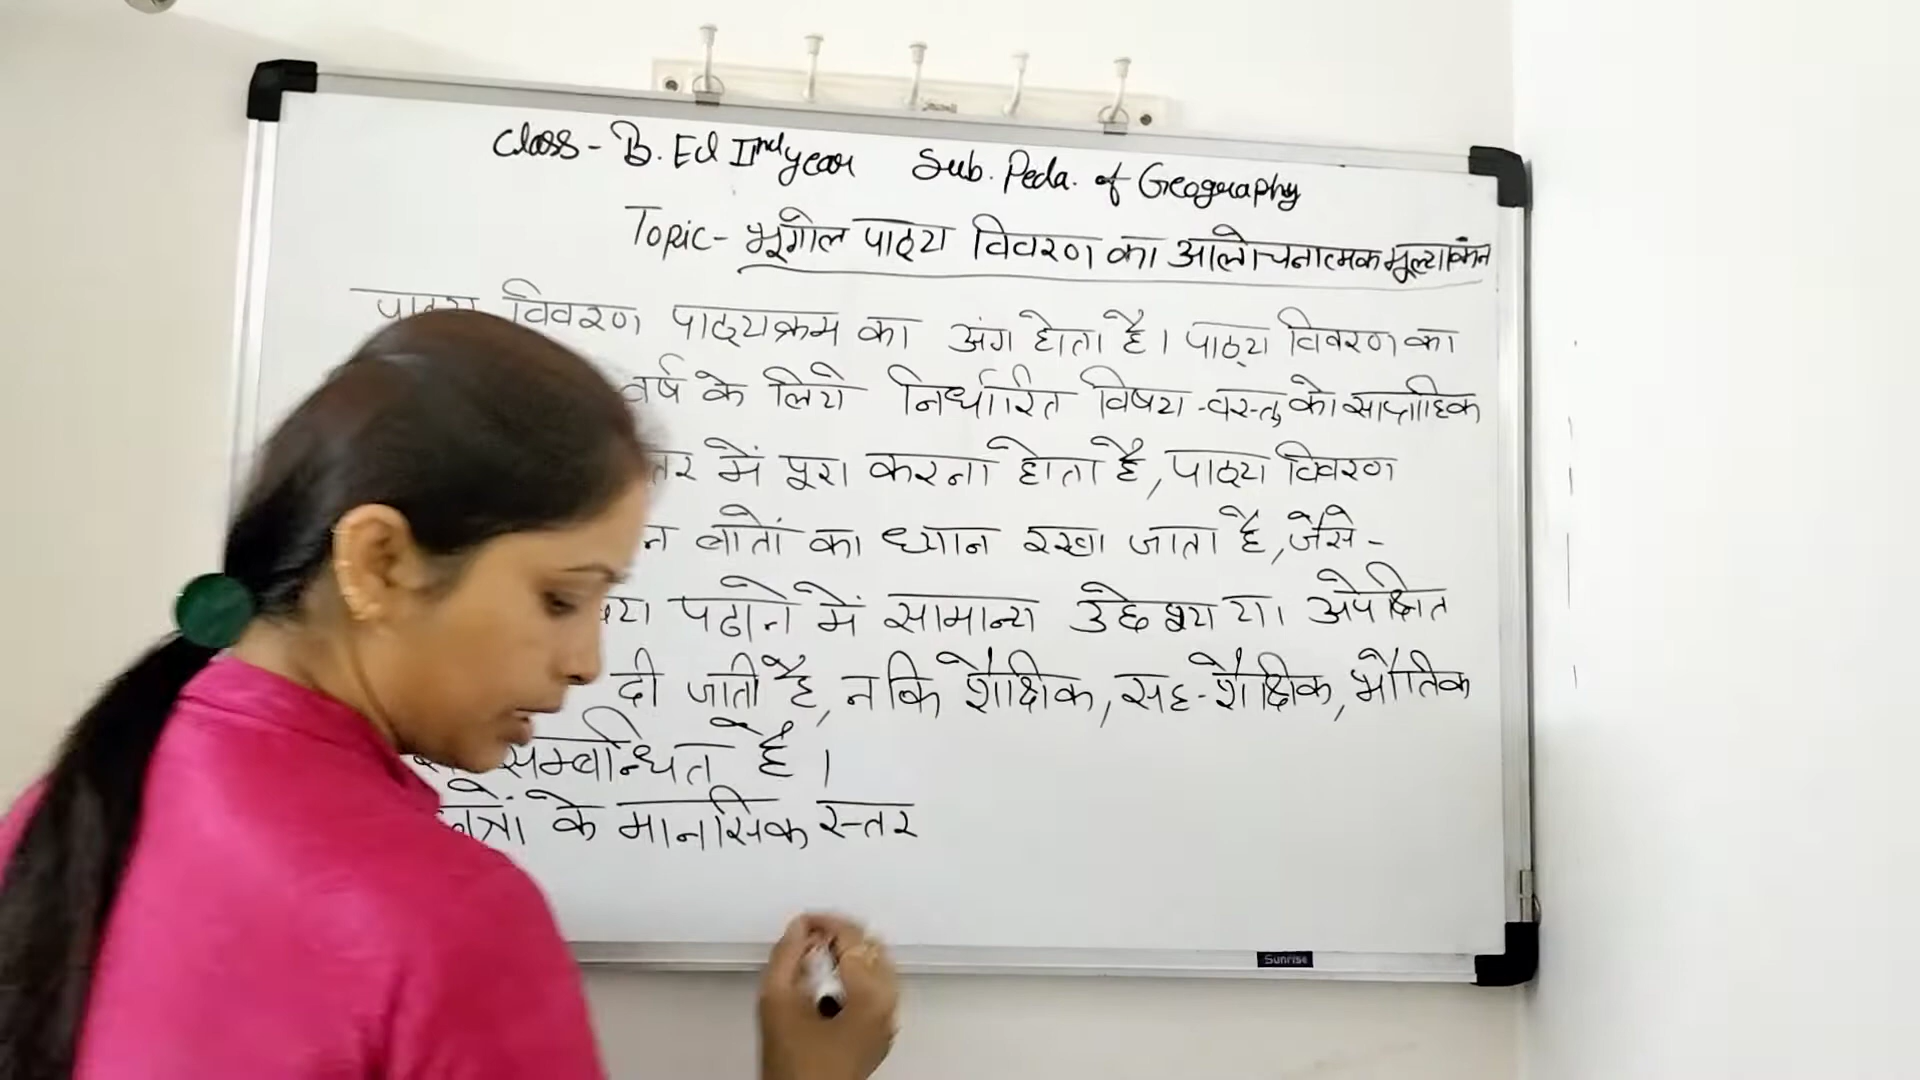 Class - B. Ed IInd year Sub. Peda. of Geography
Topic - भूगोल पाठ्य विवरण का आलोचनात्मक मूल्यांकन
पाठ्य विवरण पाठ्यक्रम का अंग होता है। पाठ्य विवरण का
वर्ष के लिये निर्धारित विषय-वस्तु को साप्ताहिक
में पूरा करना होता है, पाठ्य विवरण
बातों का ध्यान रखा जाता है, जैसे-
पढाने में सामान्य उद्देश्य या अपेक्षित
दी जाती है, न कि शैक्षिक, सह-शैक्षिक, भौतिक
सम्बन्धित है।
के मानसिक स्तर
Sunrise